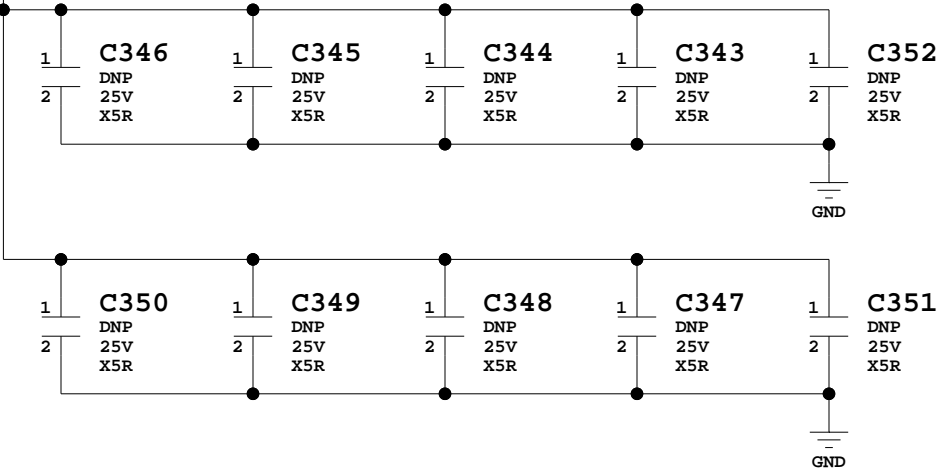 C346 C345 C344 C343 C352
1 DNP 1 DNP 1 DNP 1 DNP 1 DNP
2 25V 2 25V 2 25V 2 25V 2 25V
X5R X5R X5R X5R X5R
GND
C350 C349 C348 C347 C351
1 DNP 1 DNP 1 DNP 1 DNP 1 DNP
2 25V 2 25V 2 25V 2 25V 2 25V
X5R X5R X5R X5R X5R
GND